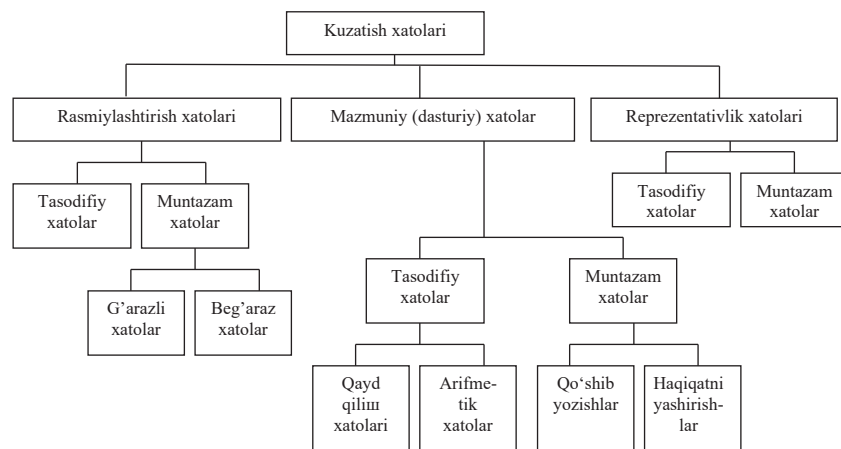 Kuzatish xatolari
Rasmiylashtirish xatolari
Mazmuniy (dasturiy) xatolar
Reprezentativlik xatolari
Tasodifiy
xatolar
Muntazam
xatolar
Tasodifiy
xatolar
Muntazam
xatolar
G’arazli
xatolar
Beg’araz
xatolar
Tasodifiy
xatolar
Muntazam
xatolar
Qayd
qiliш
xatolari
Arifme-
tik
xatolar
Qo‘shib
yozishlar
Haqiqatni
yashirish-
lar